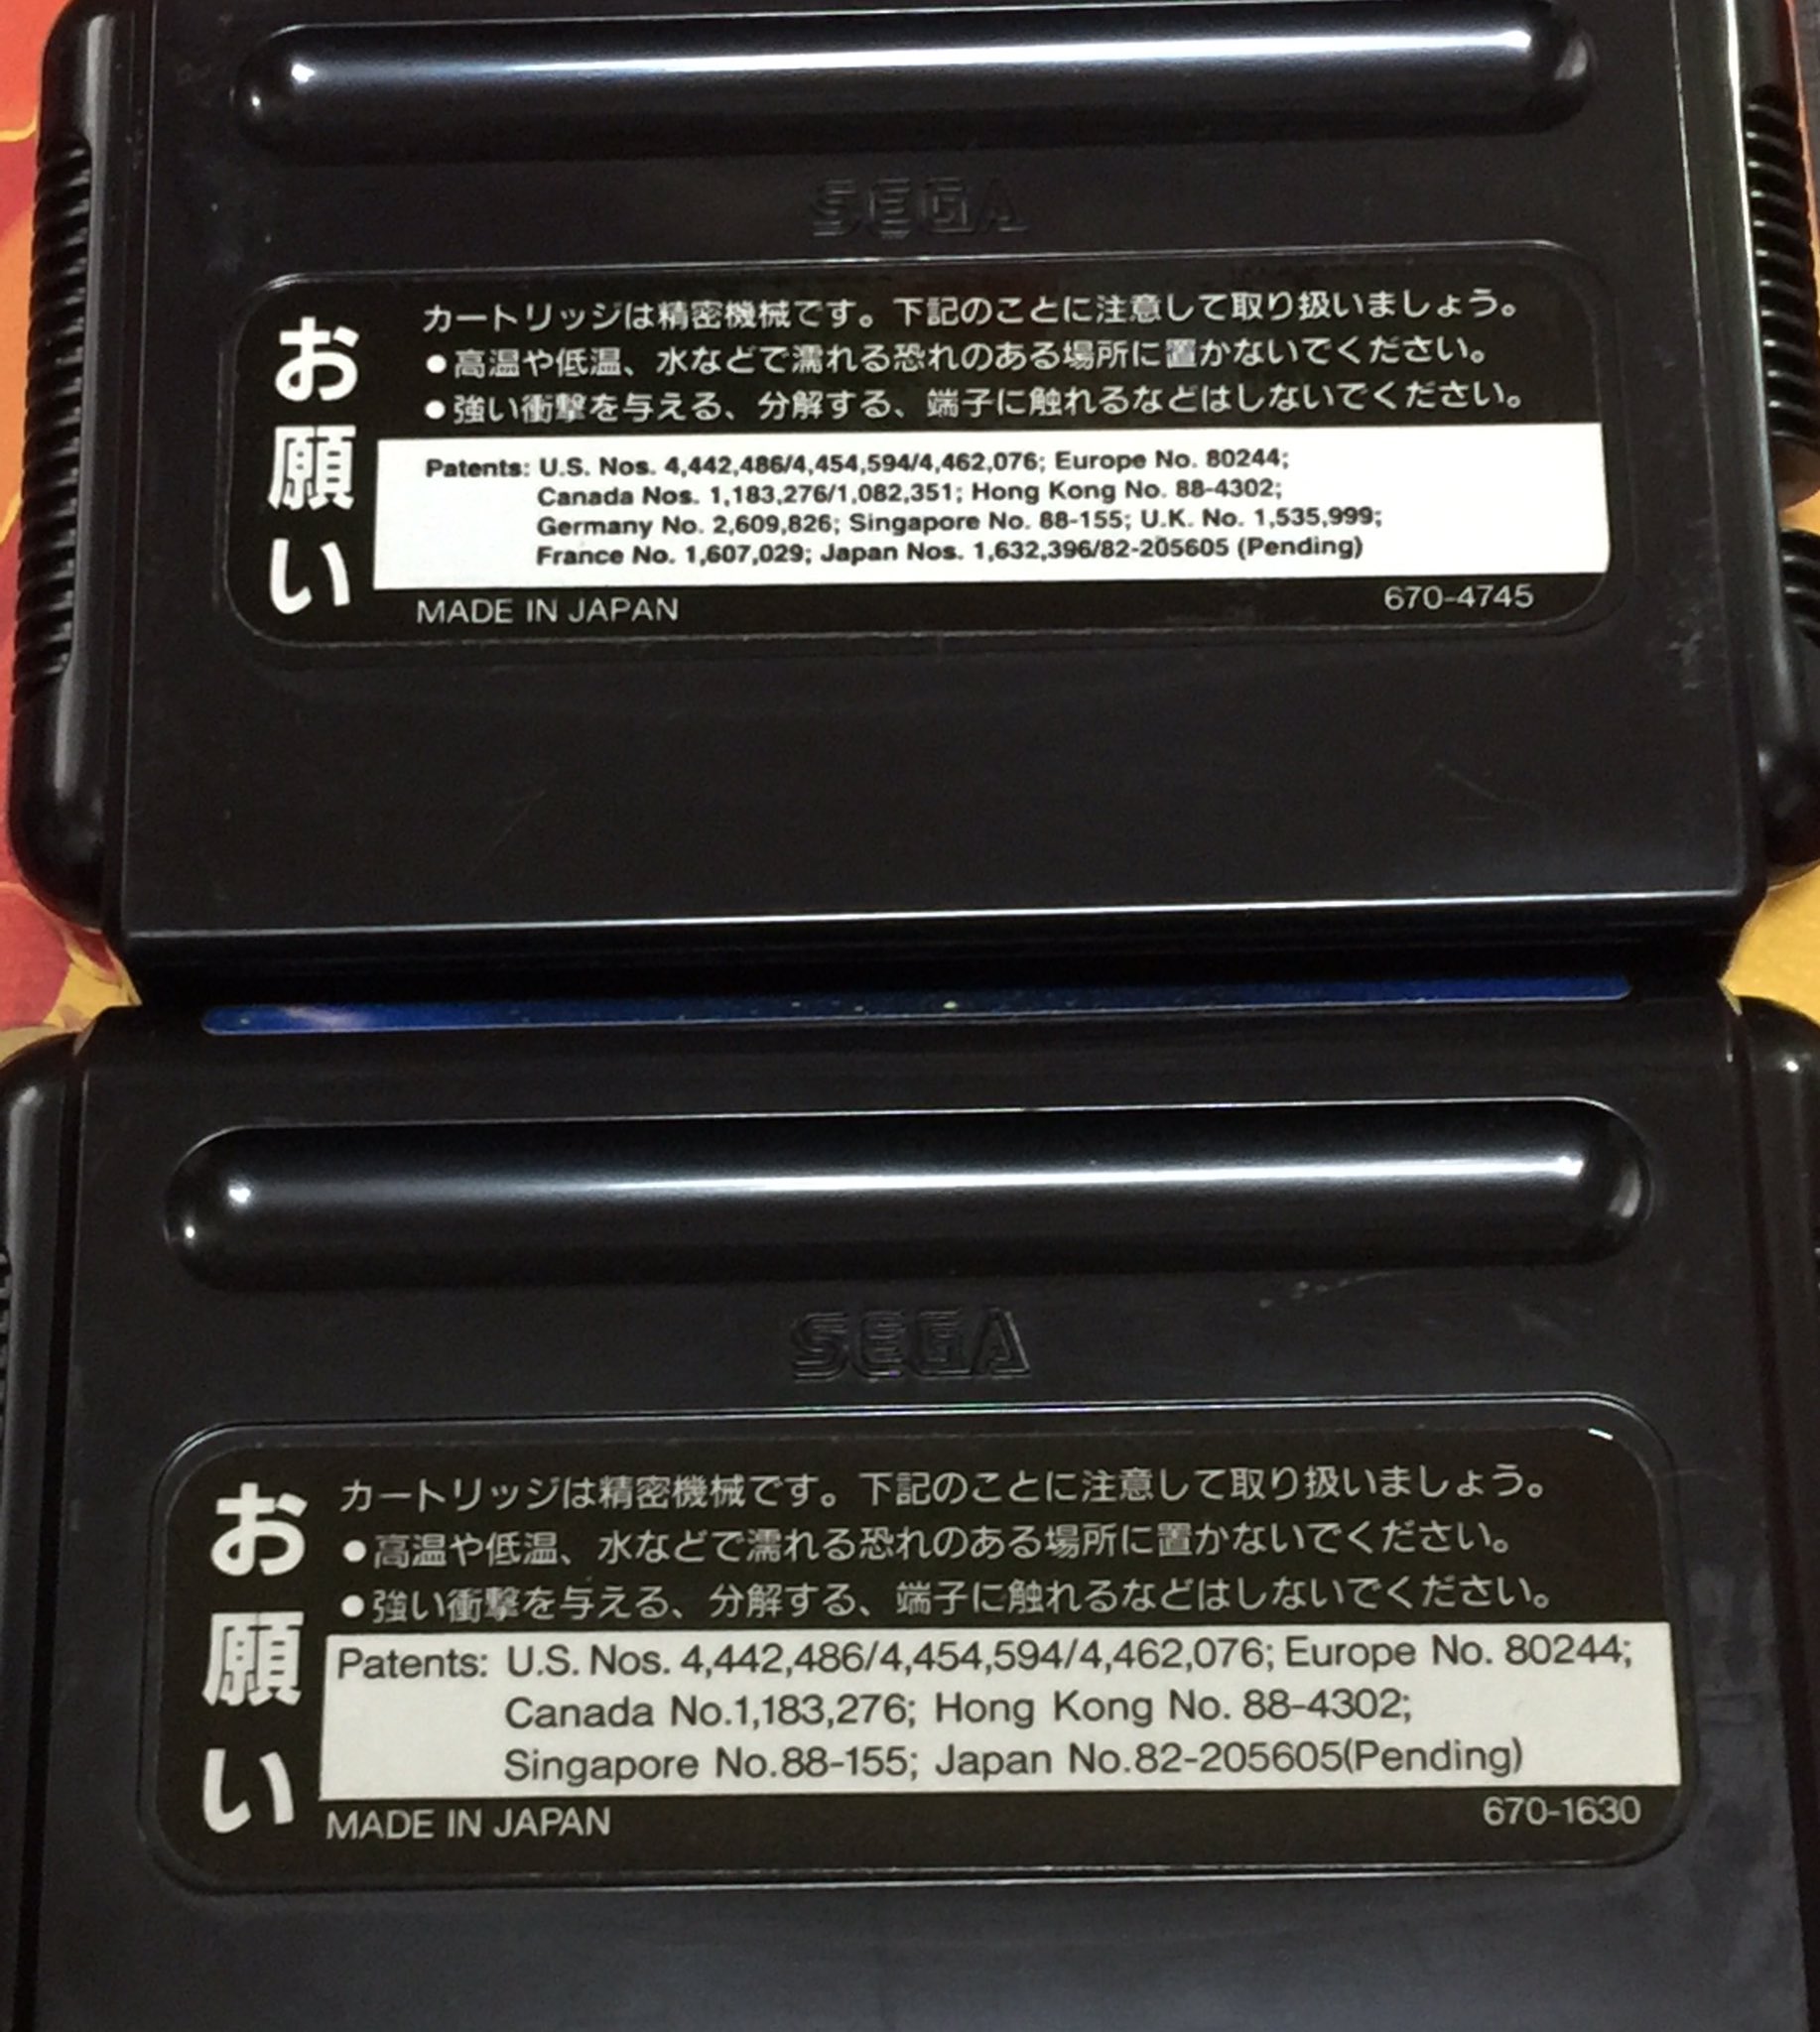 SEGA
お願い
カートリッジは精密機械です。下記のことに注意して取り扱いましょう。
●高温や低温、水などで濡れる恐れのある場所に置かないでください。
●強い衝撃を与える、分解する、端子に触れるなどはしないでください。
Patents: U.S. Nos. 4,442,486/4,454,594/4,462,076; Europe No. 80244;
Canada Nos. 1,183,276/1,082,351; Hong Kong No. 88-4302;
Germany No. 2,609,826; Singapore No. 88-155; U.K. No. 1,535,999;
France No. 1,607,029; Japan Nos. 1,632,396/82-205605 (Pending)
MADE IN JAPAN 670-4745
SEGA
お願い
カートリッジは精密機械です。下記のことに注意して取り扱いましょう。
●高温や低温、水などで濡れる恐れのある場所に置かないでください。
●強い衝撃を与える、分解する、端子に触れるなどはしないでください。
Patents: U.S. Nos. 4,442,486/4,454,594/4,462,076; Europe No. 80244;
Canada No.1,183,276; Hong Kong No. 88-4302;
Singapore No.88-155; Japan No.82-205605(Pending)
MADE IN JAPAN 670-1630